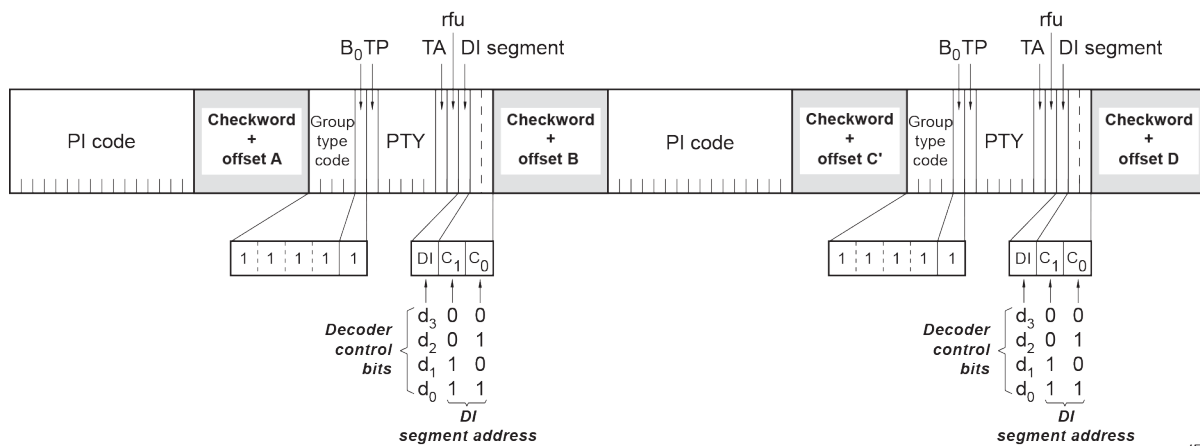 rfu rfu
B0 TP TA DI segment B0 TP TA DI segment
PI code Checkword + offset A Group type code PTY Checkword + offset B PI code Checkword + offset C' Group type code PTY Checkword + offset D
1 1 1 1 1 DI C1 C0 1 1 1 1 1 DI C1 C0
Decoder control bits
d3 0 0
d2 0 1
d1 1 0
d0 1 1
DI
segment address
Decoder control bits
d3 0 0
d2 0 1
d1 1 0
d0 1 1
DI
segment address